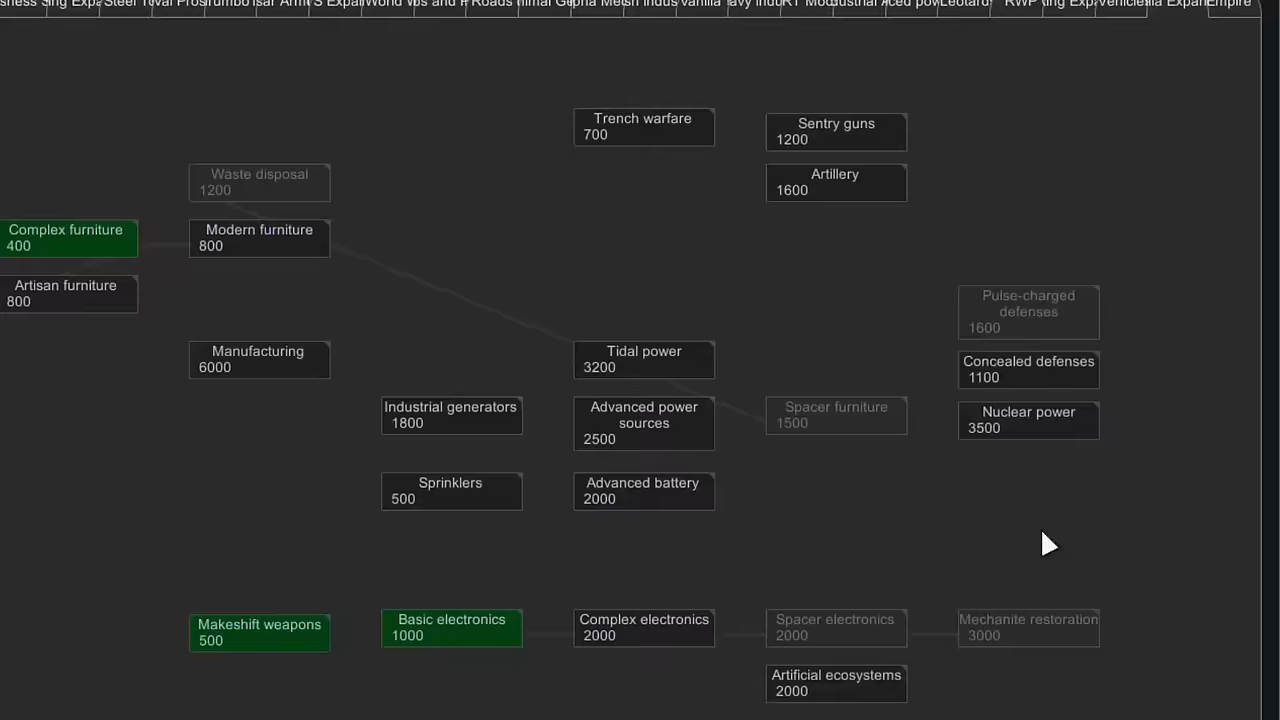 Trench warfare
700
Sentry guns
1200
Artillery
1600
Waste disposal
1200
Complex furniture
400
Modern furniture
800
Artisan furniture
800
Pulse-charged
defenses
1600
Manufacturing
6000
Tidal power
3200
Concealed defenses
1100
Industrial generators
1800
Advanced power
sources
2500
Spacer furniture
1500
Nuclear power
3500
Sprinklers
500
Advanced battery
2000
Makeshift weapons
500
Basic electronics
1000
Complex electronics
2000
Spacer electronics
2000
Mechanite restoration
3000
Artificial ecosystems
2000